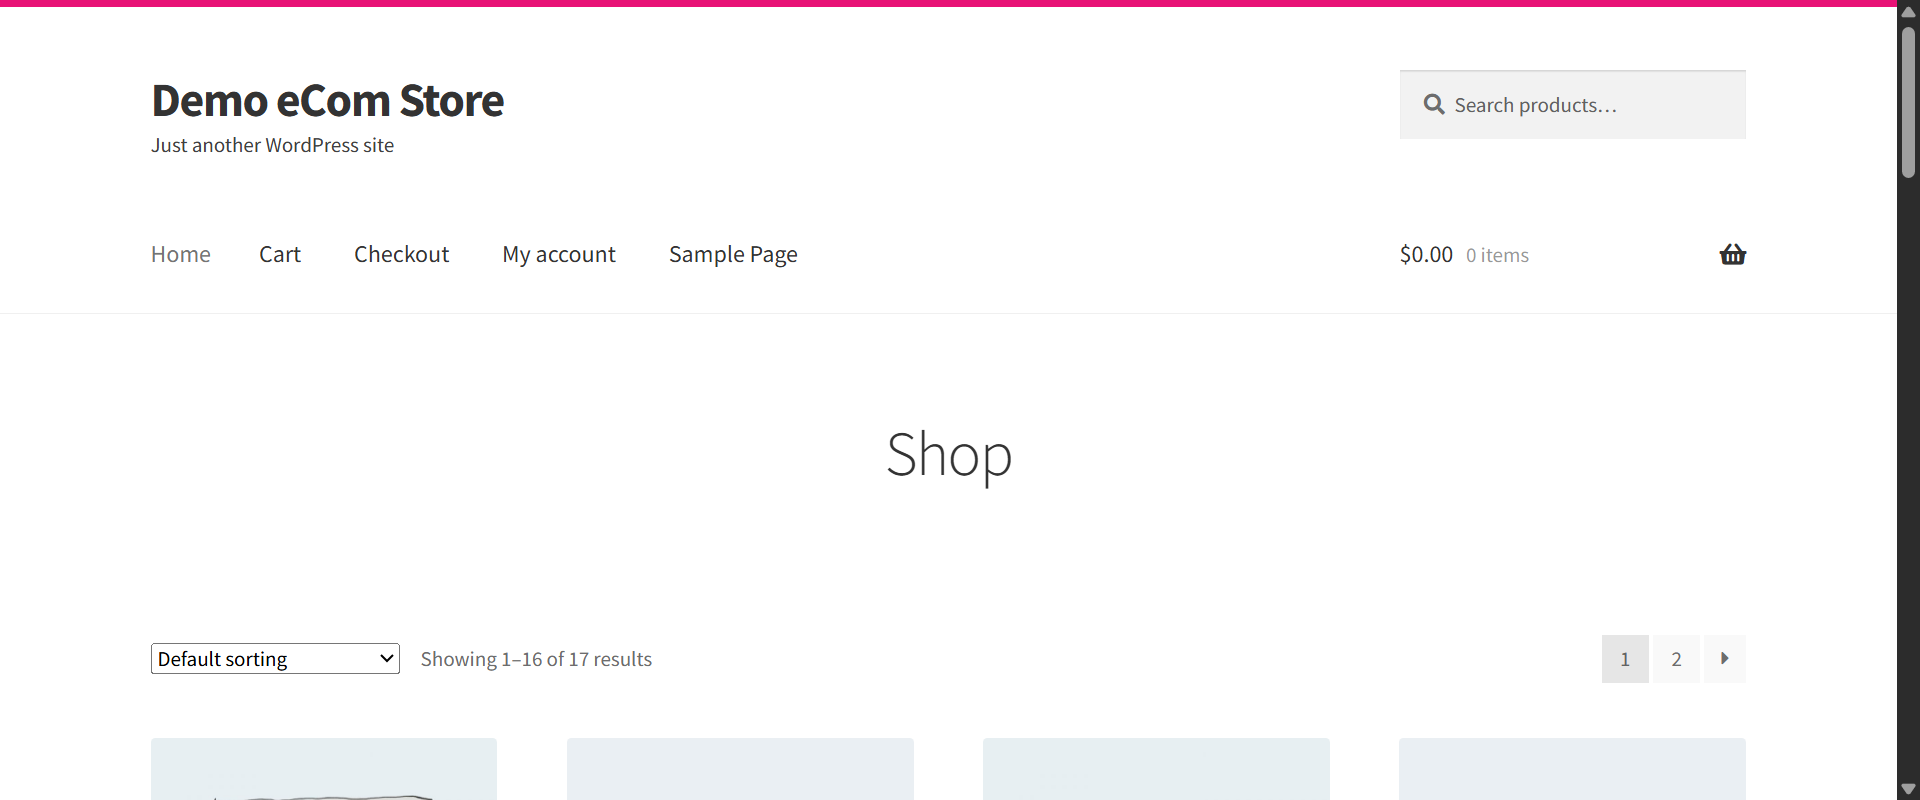 Demo eCom Store
Just another WordPress site
Search products…
Home Cart Checkout My account Sample Page
$0.00 0 items
Shop
Default sorting
Showing 1–16 of 17 results
1 2